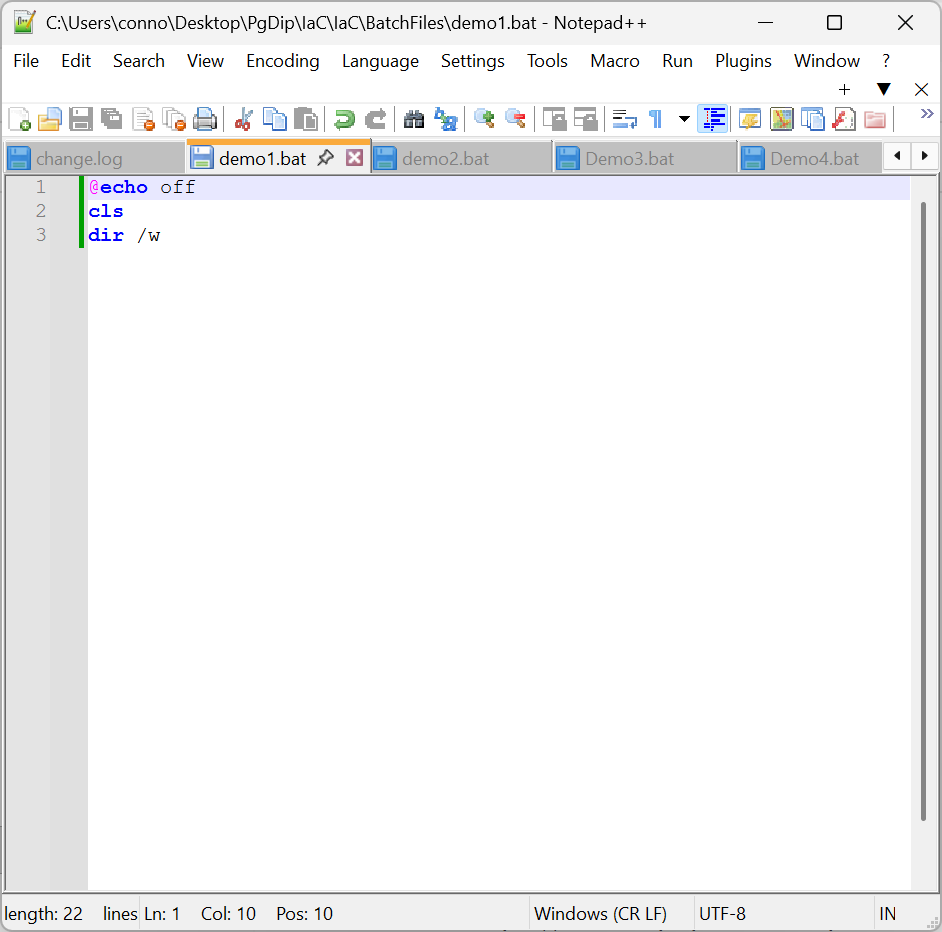 C:\Users\conno\Desktop\PgDip\IaC\IaC\BatchFiles\demo1.bat - Notepad++
File Edit Search View Encoding Language Settings Tools Macro Run Plugins Window ?
change.log demo1.bat demo2.bat Demo3.bat Demo4.bat
1 @echo off
2 cls
3 dir /w
length: 22 lines Ln: 1 Col: 10 Pos: 10 Windows (CR LF) UTF-8 IN